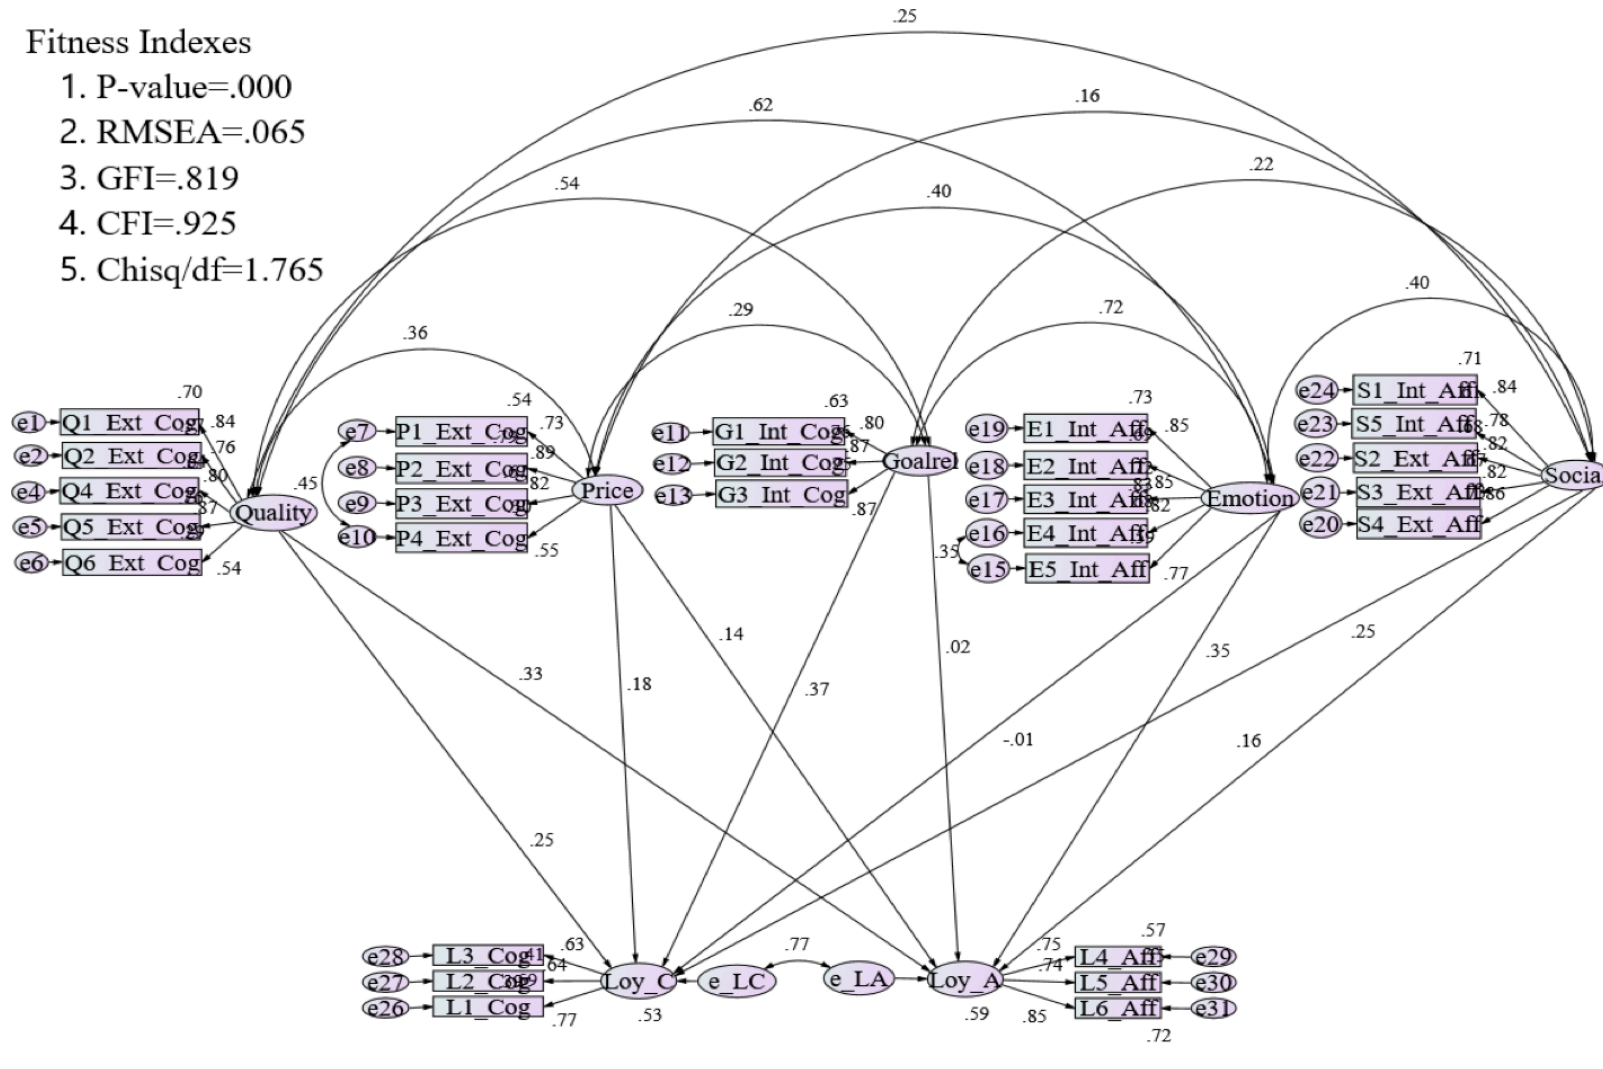 Fitness Indexes
1. P-value=.000
2. RMSEA=.065
3. GFI=.819
4. CFI=.925
5. Chisq/df=1.765
.25
.62
.16
.54
.40
.22
.36
.29
.72
.40
.70
e1 Q1_Ext_Cog .84
e2 Q2_Ext_Cog .76
e4 Q4_Ext_Cog .80
e5 Q5_Ext_Cog .87
e6 Q6_Ext_Cog .54
Quality
.45
.54
e7 P1_Ext_Cog .73
e8 P2_Ext_Cog .89
e9 P3_Ext_Cog .82
e10 P4_Ext_Cog .55
Price
.63
e11 G1_Int_Cog .80
e12 G2_Int_Cog .87
e13 G3_Int_Cog .87
Goalrel
.73
e19 E1_Int_Aff .85
e18 E2_Int_Aff
e17 E3_Int_Aff .85
e16 E4_Int_Aff .82
e15 E5_Int_Aff .77
.35
Emotion
.71
e24 S1_Int_Aff .84
e23 S5_Int_Aff .78
e22 S2_Ext_Aff .82
e21 S3_Ext_Aff .82
e20 S4_Ext_Aff .86
Socia
.33
.18
.14
.37
.02
.35
.25
-.01
.16
.25
e28 L3_Cog .41 .63
e27 L2_Cog .64
e26 L1_Cog .77
Loy_C
.53
e_LC
.77
e_LA
Loy_A
.59
.57
.75 L4_Aff e29
.74 L5_Aff e30
.85 L6_Aff e31
.72